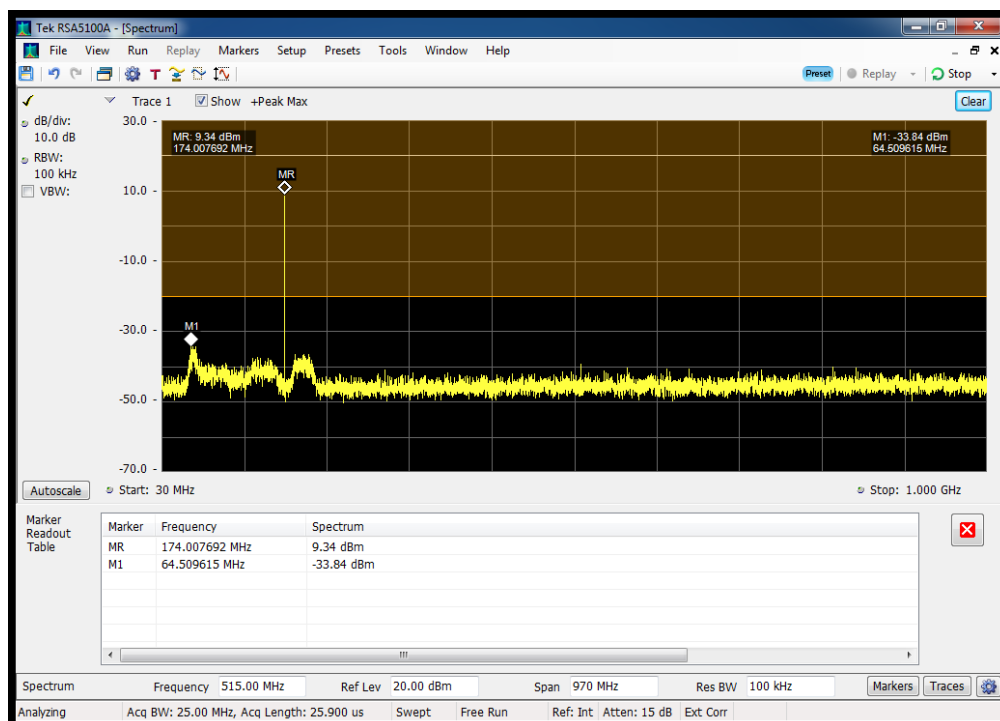 Tek RSA5100A - [Spectrum]
File View Run Replay Markers Setup Presets Tools Window Help
T Preset Replay Stop
Trace 1 Show +Peak Max Clear
dB/div:
10.0 dB
RBW:
100 kHz
VBW:
30.0 -
10.0 -
-10.0 -
-30.0 -
-50.0 -
-70.0 -
MR: 9.34 dBm
174.007692 MHz
M1: -33.84 dBm
64.509615 MHz
MR
M1
Autoscale Start: 30 MHz Stop: 1.000 GHz
Marker
Readout
Table
Marker Frequency Spectrum
MR 174.007692 MHz 9.34 dBm
M1 64.509615 MHz -33.84 dBm
Spectrum Frequency 515.00 MHz Ref Lev 20.00 dBm Span 970 MHz Res BW 100 kHz Markers Traces
Analyzing Acq BW: 25.00 MHz, Acq Length: 25.900 us Swept Free Run Ref: Int Atten: 15 dB Ext Corr